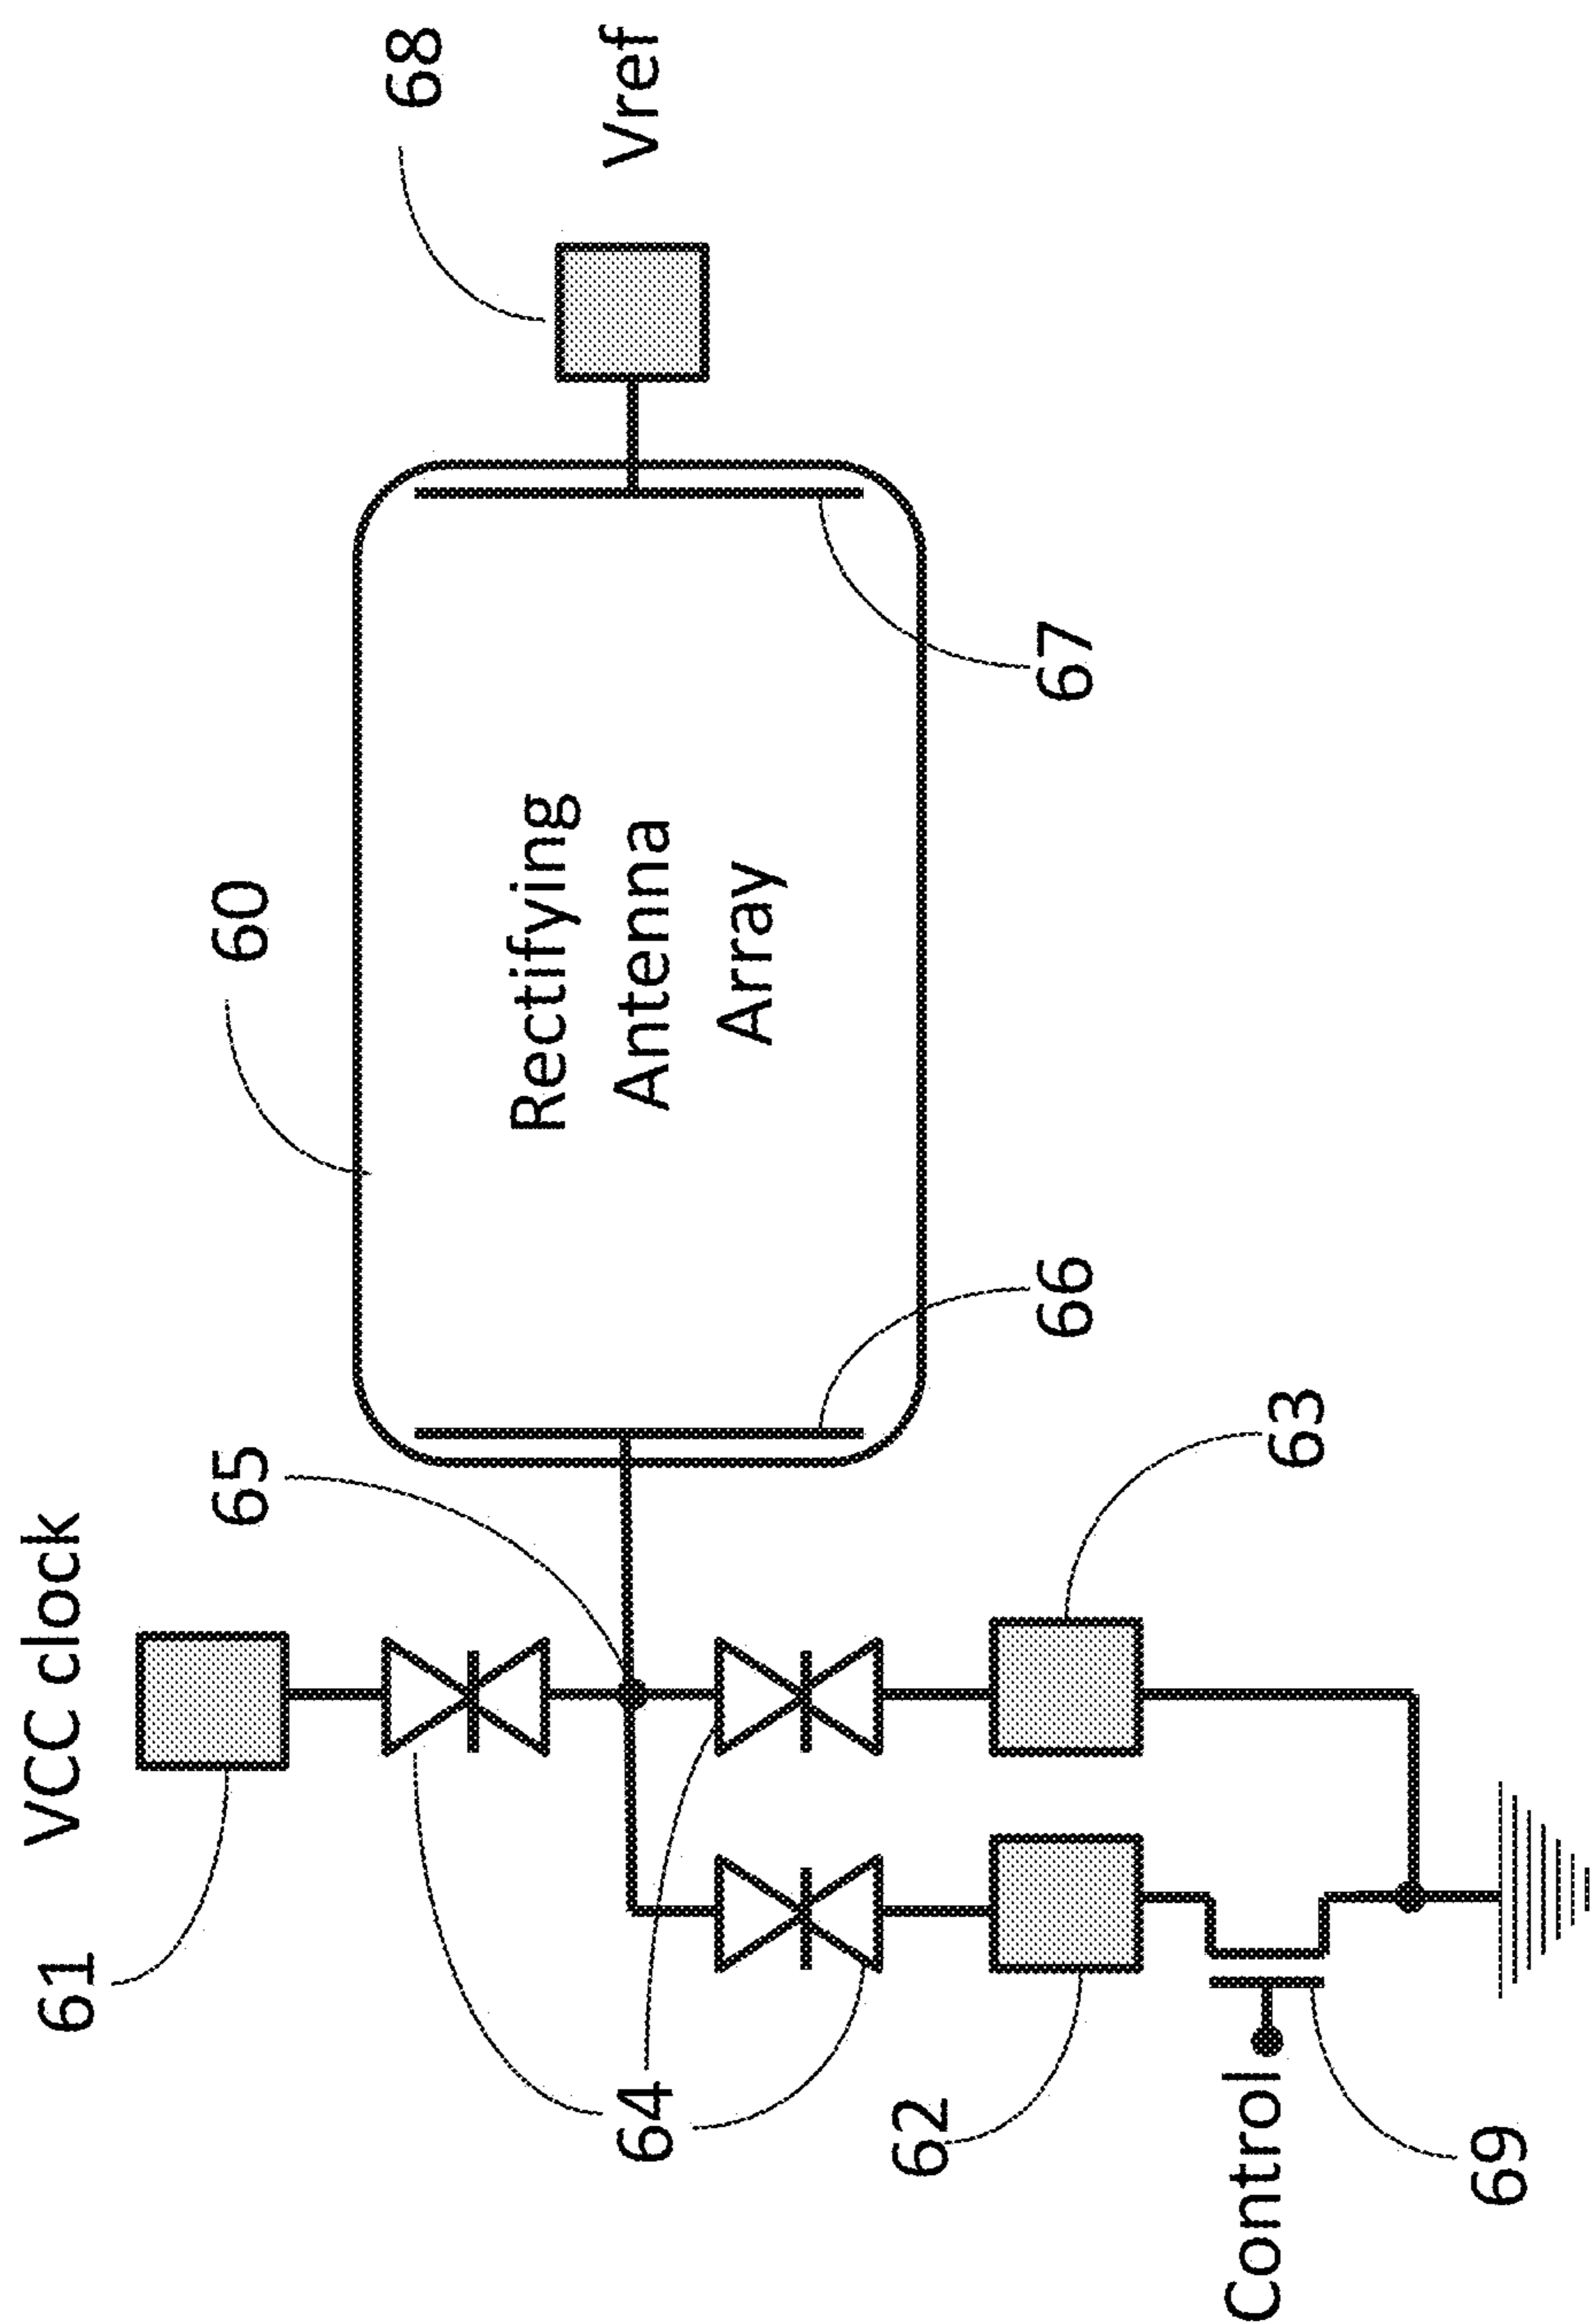 61
VCC clock
65
60
68
Rectifying
Antenna
Array
Vref
64
62
66
67
Control
63
69